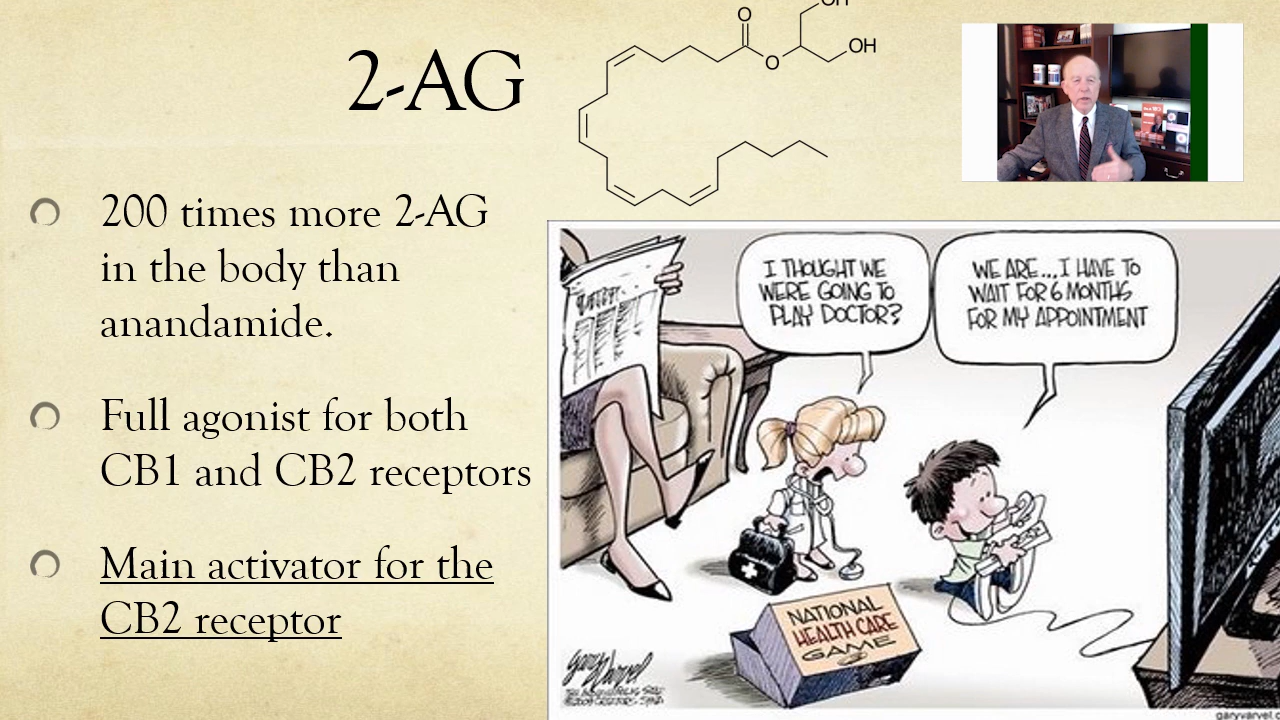 2-AG
O
O
OH
OH
200 times more 2-AG
in the body than
anandamide.
Full agonist for both
CB1 and CB2 receptors
Main activator for the
CB2 receptor
I THOUGHT WE
WERE GOING TO
PLAY DOCTOR?
WE ARE...I HAVE TO
WAIT FOR 6 MONTHS
FOR MY APPOINTMENT
NATIONAL
HEALTH CARE
GAME
Gary Varvel
garyvarvel.c